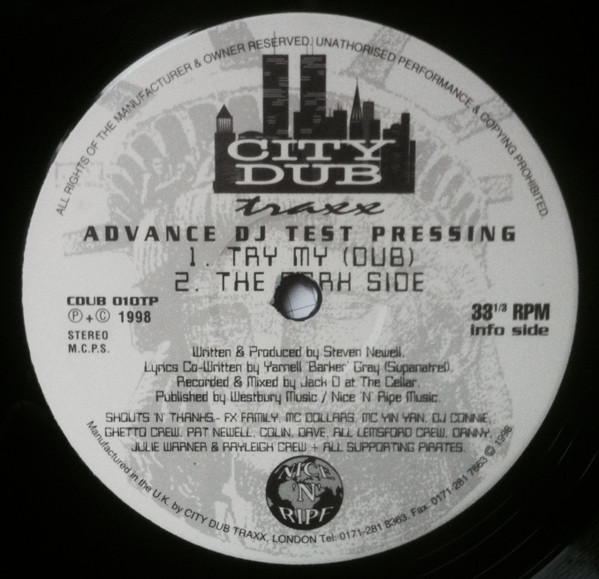 ALL RIGHTS OF THE MANUFACTURER & OWNER RESERVED. UNATHORISED PERFORMANCE & COPYING PROHIBITED.
CITY
DUB
traxx
ADVANCE DJ TEST PRESSING
1. TRY MY (DUB)
2. THE DARK SIDE
CDUB 010TP
℗+© 1998
STEREO
M.C.P.S.
33 1/3 RPM
info side
Written & Produced by Steven Newell.
Lyrics Co-Written by Yarnell 'Barker' Gray (Supanatrel).
Recorded & Mixed by Jack D at The Cellar.
Published by Westbury Music / Nice 'N' Ripe Music.
SHOUTS 'N' THANKS,- FX FAMILY, MC DOLLARS, MC YIN YAN, DJ CONNIE,
GHETTO CREW, PAT NEWELL, COLIN, DAVE, ALL LEMSFORD CREW, DANNY,
JULIE WARNER & RAYLEIGH CREW + ALL SUPPORTING PIRATES.
NICE
'N'
RIPE
Manufactured in the U.K. by CITY DUB TRAXX, LONDON Tel: 0171-281 8363. Fax: 0171-281 7663 © 1998